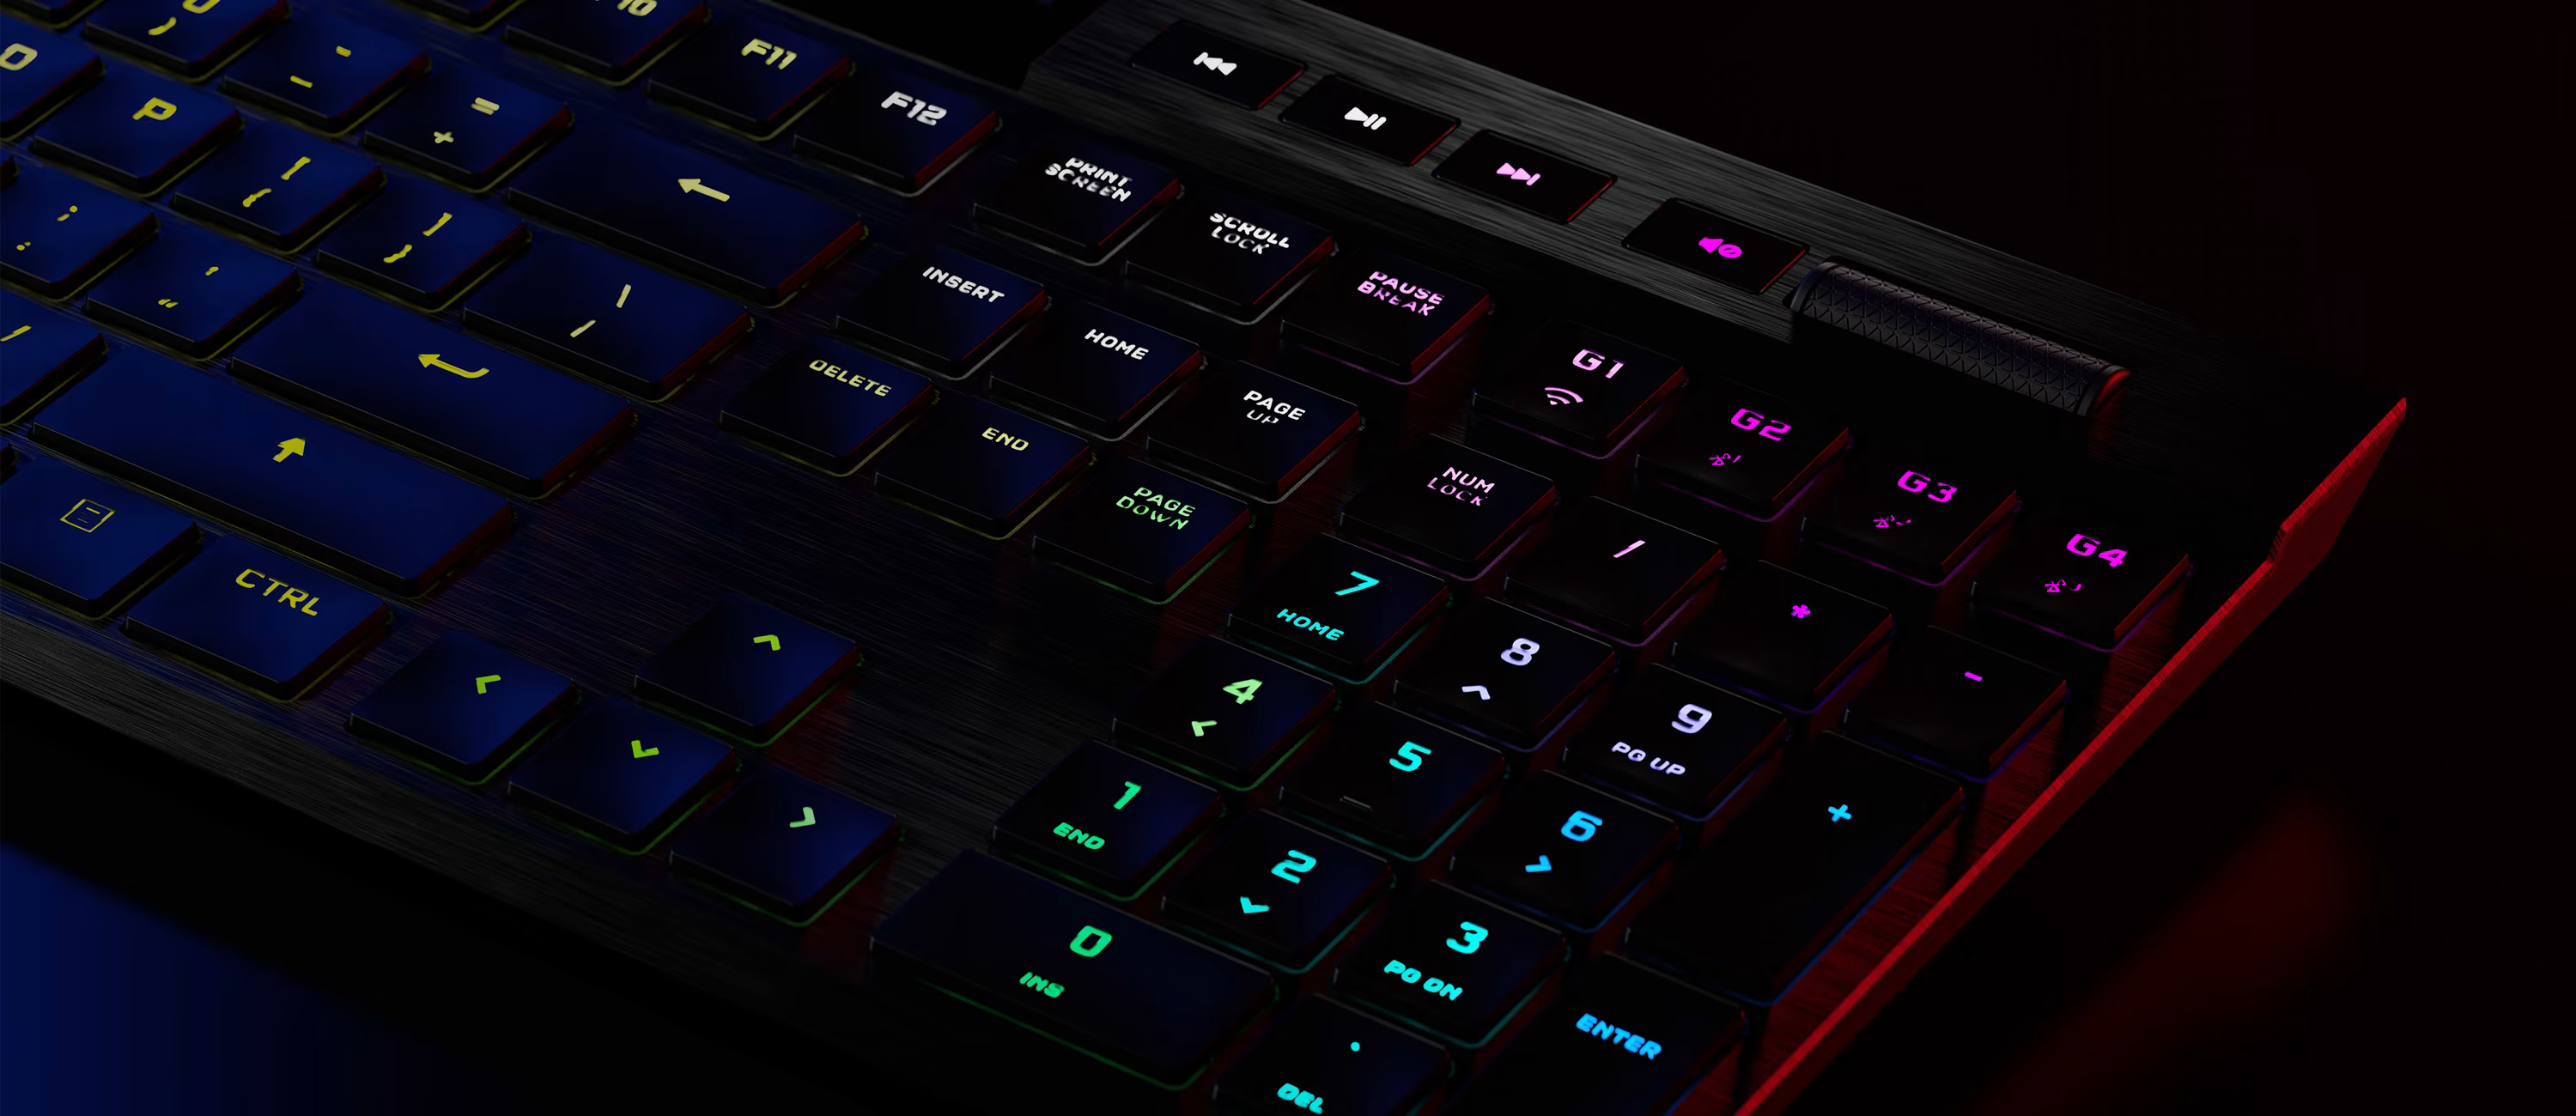 F10
F11
F12
PRINT
SCREEN
SCROLL
LOCK
PAUSE
BREAK
G1
G2
G3
G4
0
-
_
=
+
INSERT
HOME
PAGE
UP
NUM
LOCK
/
*
-
O
P
[
{
]
}
\
|
DELETE
END
PAGE
DOWN
7
HOME
8
^
9
PG UP
+
;
:
'
"
4
<
5
6
>
CTRL
<
^
v
>
1
END
2
v
3
PG DN
ENTER
0
INS
.
DEL